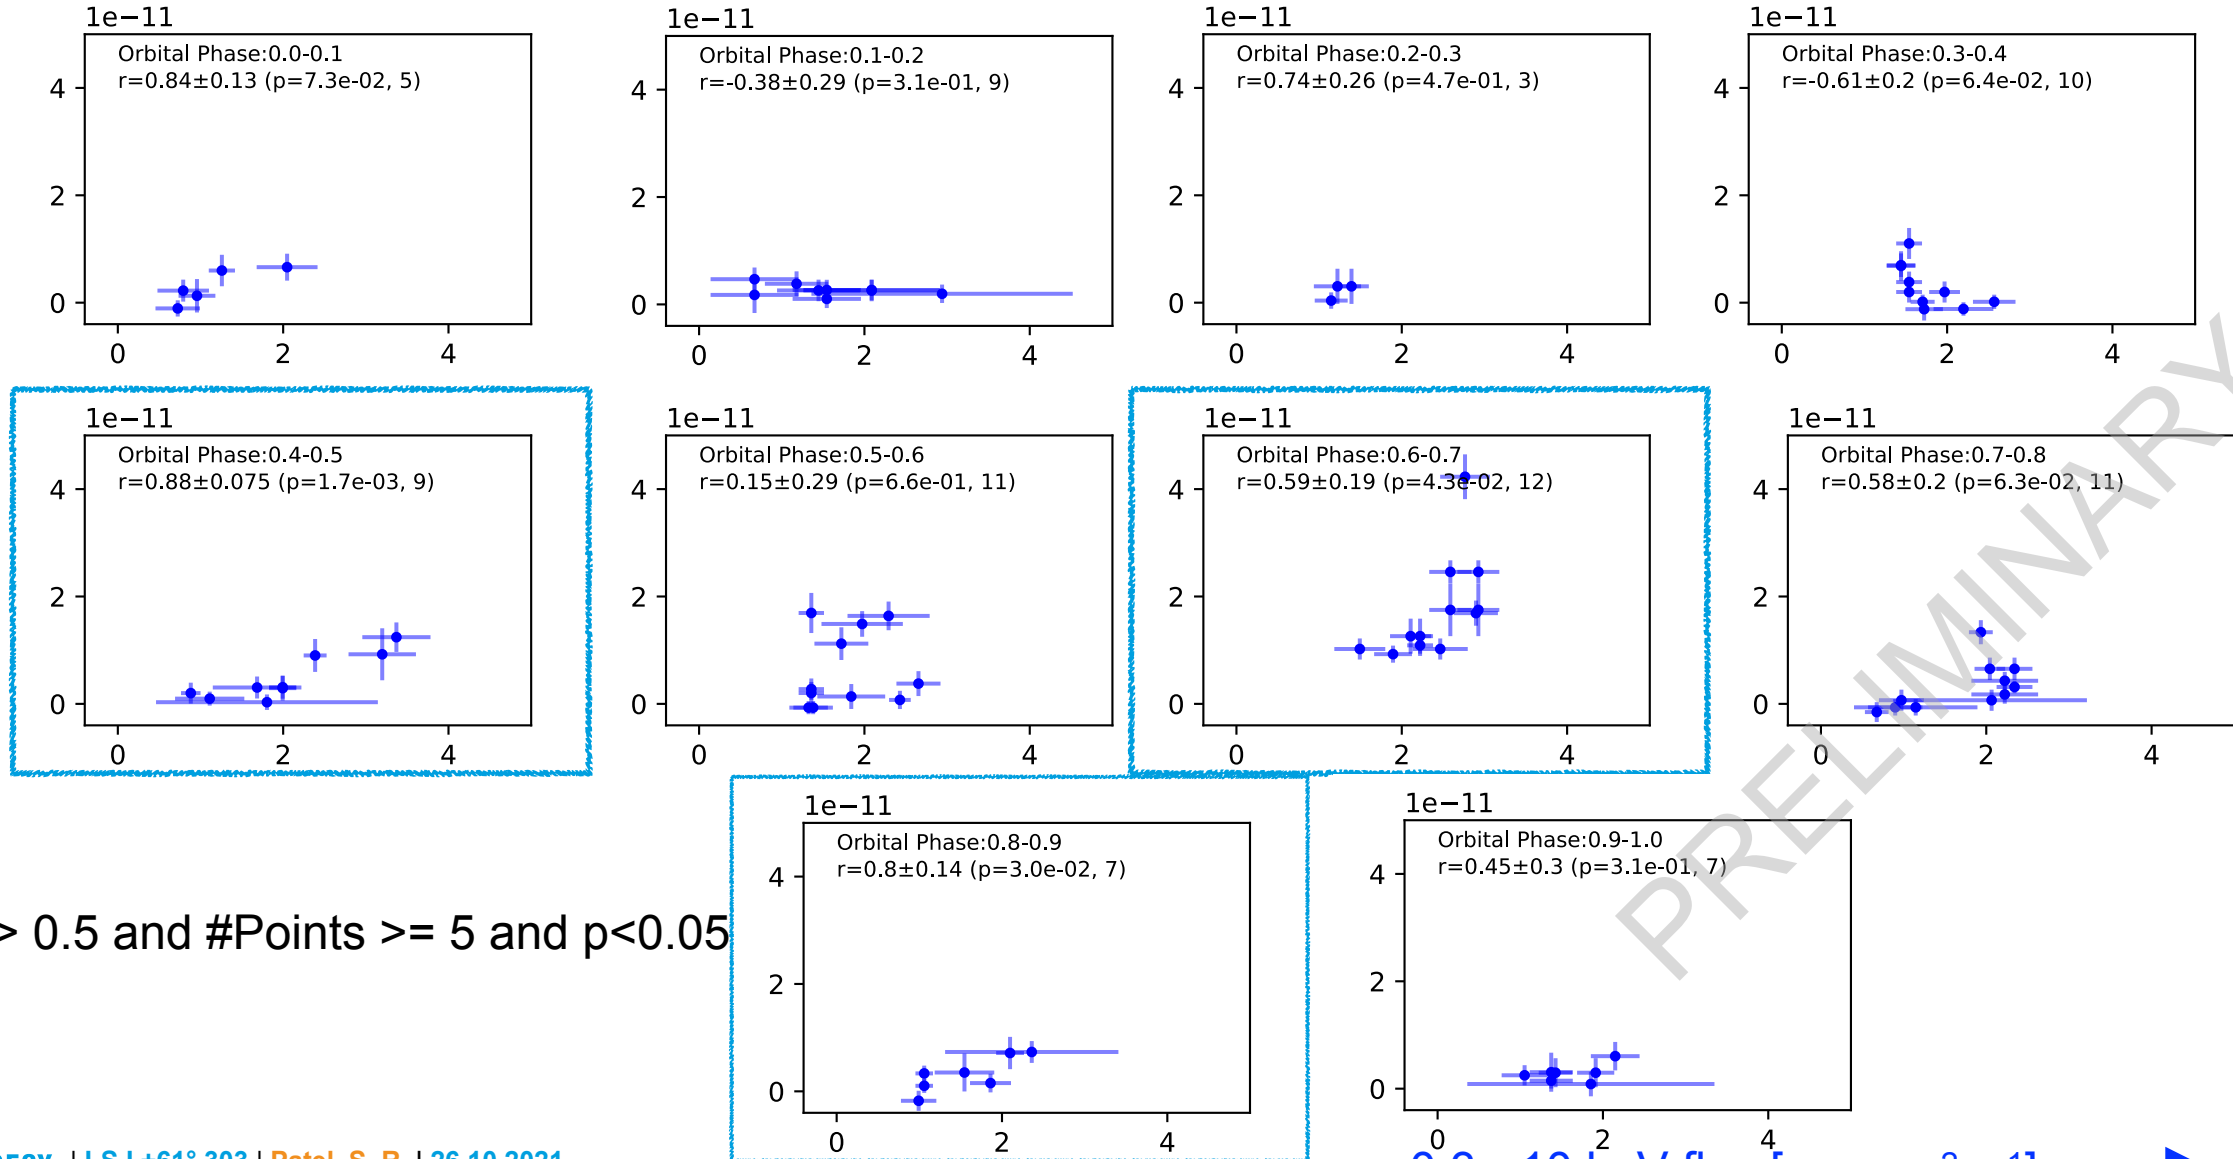 1e−11 1e−11 1e−11 1e−11
Orbital Phase:0.0-0.1
r=0.84±0.13 (p=7.3e-02, 5)
4
2
0
0 2 4
Orbital Phase:0.1-0.2
r=-0.38±0.29 (p=3.1e-01, 9)
4
2
0
0 2 4
Orbital Phase:0.2-0.3
r=0.74±0.26 (p=4.7e-01, 3)
4
2
0
0 2 4
Orbital Phase:0.3-0.4
r=-0.61±0.2 (p=6.4e-02, 10)
4
2
0
0 2 4
1e−11 1e−11 1e−11 1e−11
Orbital Phase:0.4-0.5
r=0.88±0.075 (p=1.7e-03, 9)
4
2
0
0 2 4
Orbital Phase:0.5-0.6
r=0.15±0.29 (p=6.6e-01, 11)
4
2
0
0 2 4
Orbital Phase:0.6-0.7
r=0.59±0.19 (p=4.3e-02, 12)
4
2
0
0 2 4
Orbital Phase:0.7-0.8
r=0.58±0.2 (p=6.3e-02, 11)
4
2
0
0 2 4
PRELIMINARY
> 0.5 and #Points >= 5 and p<0.05
1e−11
Orbital Phase:0.8-0.9
r=0.8±0.14 (p=3.0e-02, 7)
4
2
0
0 2 4
1e−11
Orbital Phase:0.9-1.0
r=0.45±0.3 (p=3.1e-01, 7)
4
2
0
0 2 4
| LS I +61° 303 | Patel, S. R. | 26.10.2021